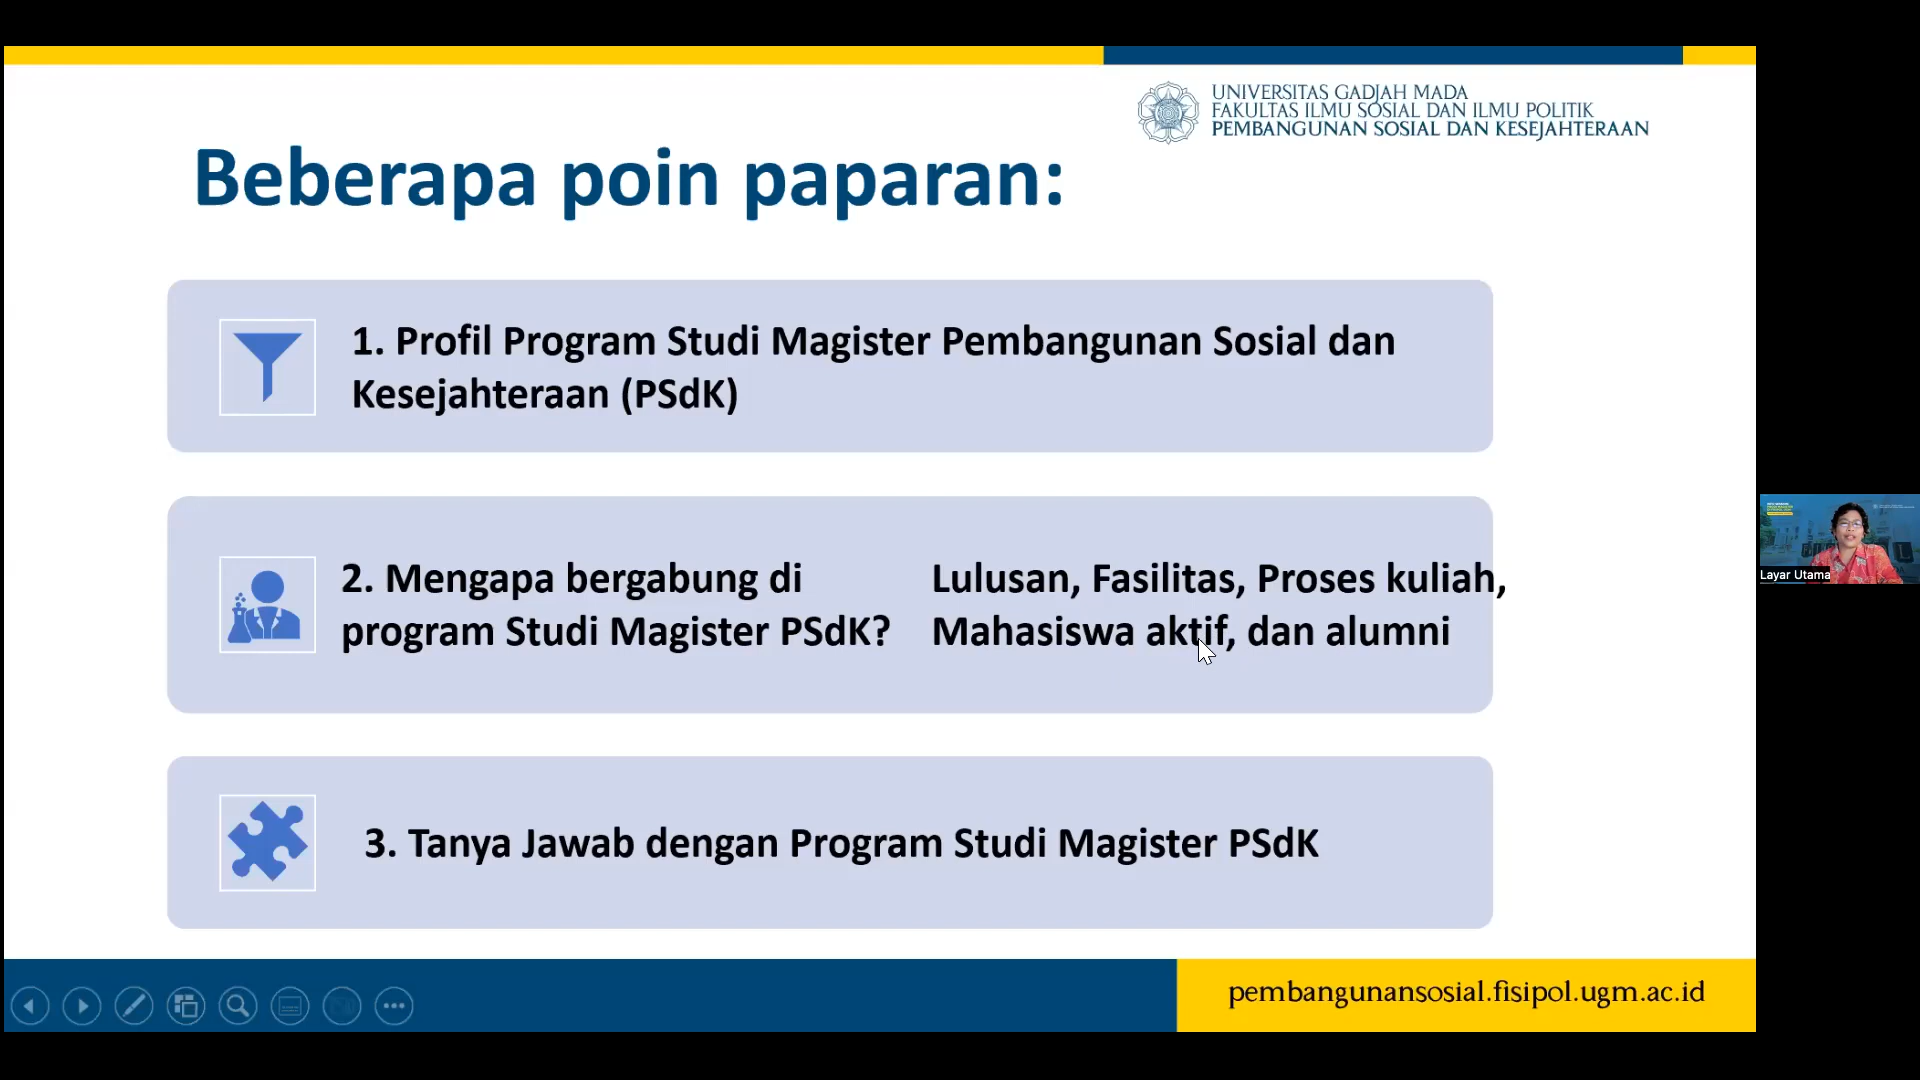 UNIVERSITAS GADJAH MADA
FAKULTAS ILMU SOSIAL DAN ILMU POLITIK
PEMBANGUNAN SOSIAL DAN KESEJAHTERAAN
Beberapa poin paparan:
1. Profil Program Studi Magister Pembangunan Sosial dan
Kesejahteraan (PSdK)
2. Mengapa bergabung di
program Studi Magister PSdK?
Lulusan, Fasilitas, Proses kuliah,
Mahasiswa aktif, dan alumni
3. Tanya Jawab dengan Program Studi Magister PSdK
pembangunansosial.fisipol.ugm.ac.id
Layar Utama